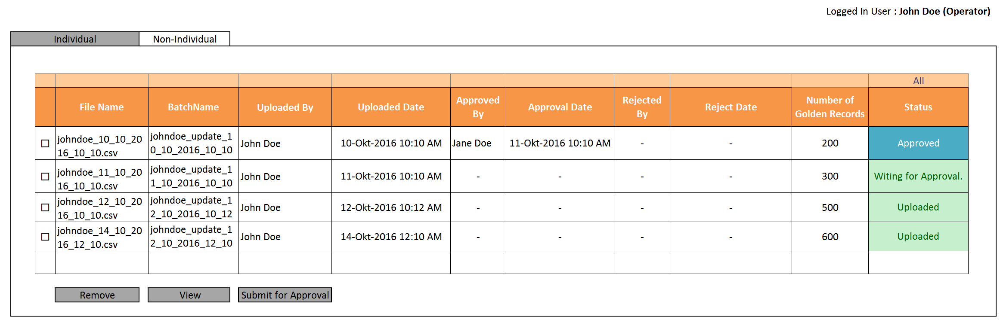 Logged In User : John Doe (Operator)
Individual Non-Individual
All
File Name BatchName Uploaded By Uploaded Date Approved By Approval Date Rejected By Reject Date Number of Golden Records Status
☐ johndoe_10_10_2016_10_10.csv johndoe_update_10_10_2016_10_10 John Doe 10-Okt-2016 10:10 AM Jane Doe 11-Okt-2016 10:10 AM - - 200 Approved
☐ johndoe_11_10_2016_10_10.csv johndoe_update_11_10_2016_10_10 John Doe 11-Okt-2016 10:10 AM - - - - 300 Witing for Approval.
☐ johndoe_12_10_2016_10_10.csv johndoe_update_12_10_2016_10_12 John Doe 12-Okt-2016 10:12 AM - - - - 500 Uploaded
☐ johndoe_14_10_2016_12_10.csv johndoe_update_12_10_2016_12_10 John Doe 14-Okt-2016 12:10 AM - - - - 600 Uploaded
Remove View Submit for Approval